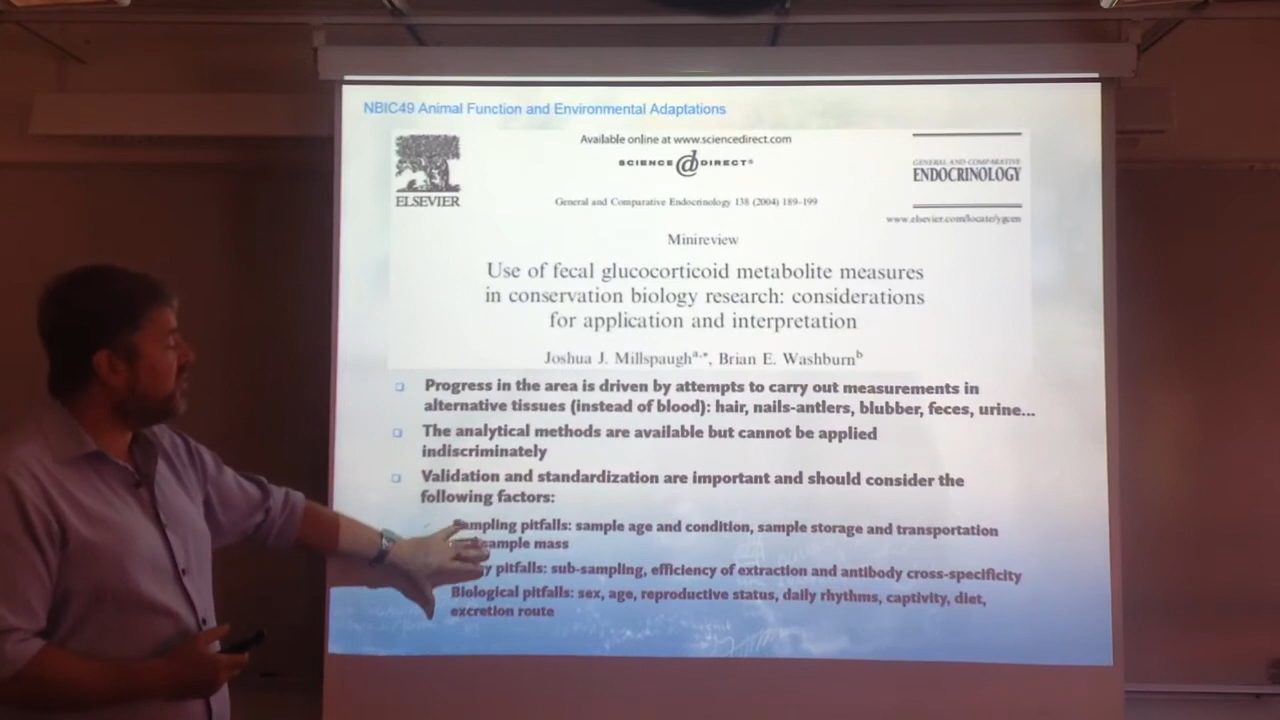 NBIC49 Animal Function and Environmental Adaptations
Available online at www.sciencedirect.com
SCIENCE @ DIRECT®
GENERAL AND COMPARATIVE
ENDOCRINOLOGY
ELSEVIER
General and Comparative Endocrinology 138 (2004) 189–199
www.elsevier.com/locate/ygcen
Minireview
Use of fecal glucocorticoid metabolite measures
in conservation biology research: considerations
for application and interpretation
Joshua J. Millspaugh a,*, Brian E. Washburn b
Progress in the area is driven by attempts to carry out measurements in
alternative tissues (instead of blood): hair, nails-antlers, blubber, feces, urine...
The analytical methods are available but cannot be applied
indiscriminately
Validation and standardization are important and should consider the
following factors:
Sampling pitfalls: sample age and condition, sample storage and transportation
sample mass
pitfalls: sub-sampling, efficiency of extraction and antibody cross-specificity
Biological pitfalls: sex, age, reproductive status, daily rhythms, captivity, diet,
excretion route